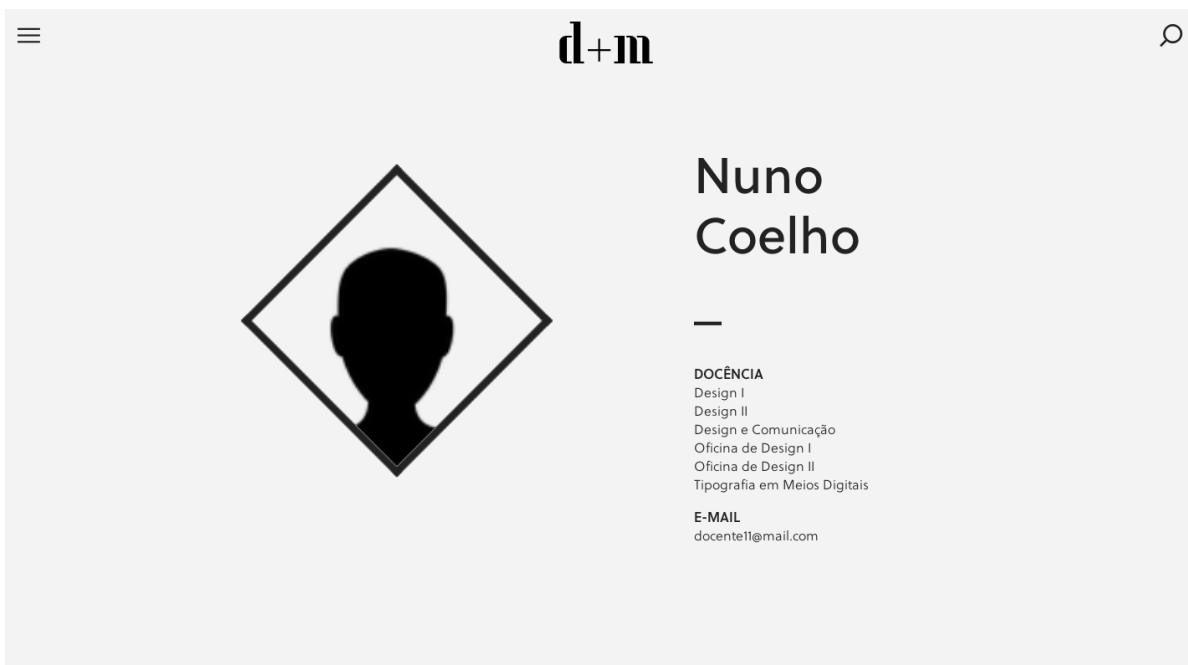 d+m
Nuno
Coelho
DOCÊNCIA
Design I
Design II
Design e Comunicação
Oficina de Design I
Oficina de Design II
Tipografia em Meios Digitais
E-MAIL
docente11@mail.com